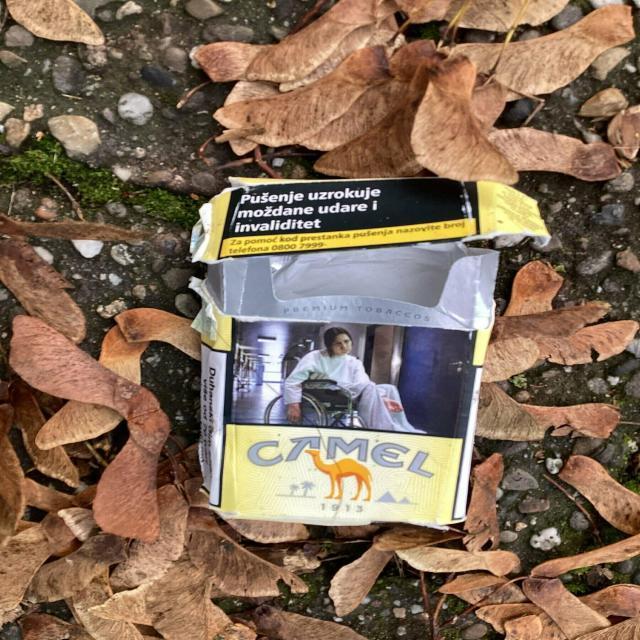 Pušenje uzrokuje
moždane udare i
invaliditet
Za pomoć kod prestanka pušenja nazovite broj
telefona 0800 7999.
PREMIUM TOBACCOS
CAMEL
1913